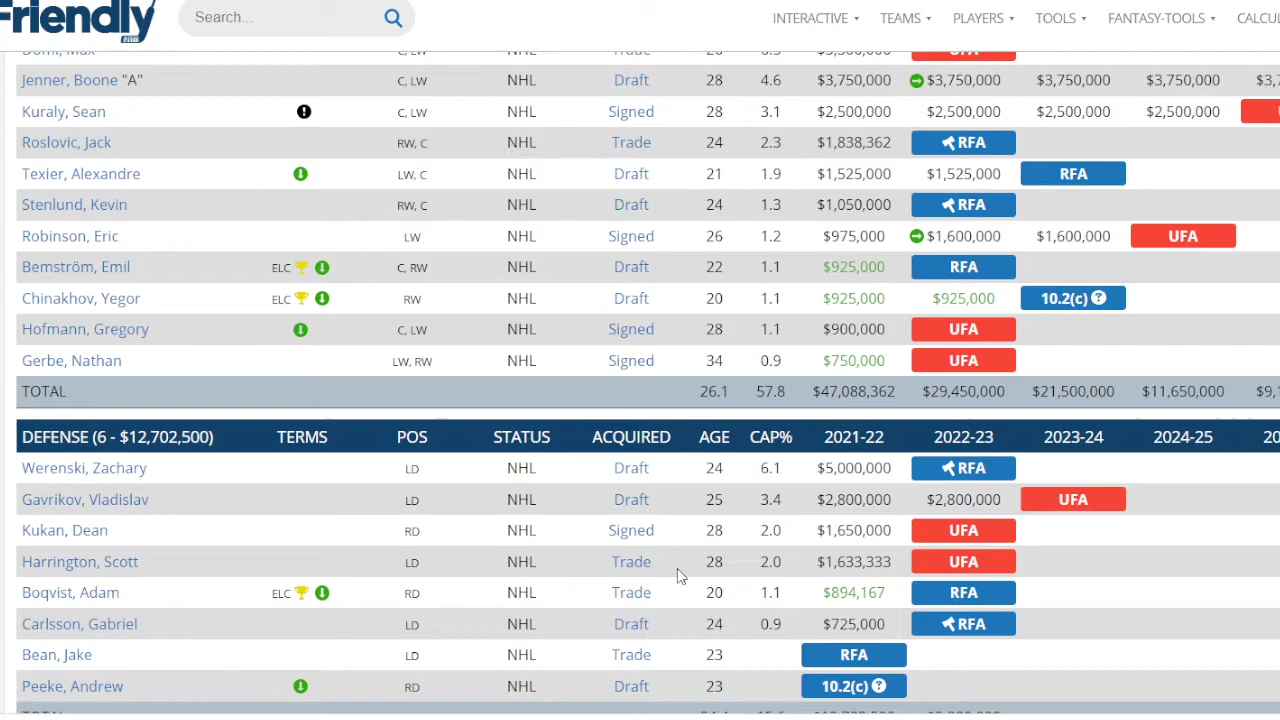 Friendly
Search...
INTERACTIVE TEAMS PLAYERS TOOLS FANTASY-TOOLS CALCU
Jenner, Boone "A" C, LW NHL Draft 28 4.6 $3,750,000 $3,750,000 $3,750,000 $3,750,000 $3,7
Kuraly, Sean C, LW NHL Signed 28 3.1 $2,500,000 $2,500,000 $2,500,000 $2,500,000
Roslovic, Jack RW, C NHL Trade 24 2.3 $1,838,362 RFA
Texier, Alexandre LW, C NHL Draft 21 1.9 $1,525,000 $1,525,000 RFA
Stenlund, Kevin RW, C NHL Draft 24 1.3 $1,050,000 RFA
Robinson, Eric LW NHL Signed 26 1.2 $975,000 $1,600,000 $1,600,000 UFA
Bemström, Emil ELC C, RW NHL Draft 22 1.1 $925,000 RFA
Chinakhov, Yegor ELC RW NHL Draft 20 1.1 $925,000 $925,000 10.2(c) ?
Hofmann, Gregory C, LW NHL Signed 28 1.1 $900,000 UFA
Gerbe, Nathan LW, RW NHL Signed 34 0.9 $750,000 UFA
TOTAL 26.1 57.8 $47,088,362 $29,450,000 $21,500,000 $11,650,000 $9,1
DEFENSE (6 - $12,702,500) TERMS POS STATUS ACQUIRED AGE CAP% 2021-22 2022-23 2023-24 2024-25 20
Werenski, Zachary LD NHL Draft 24 6.1 $5,000,000 RFA
Gavrikov, Vladislav LD NHL Draft 25 3.4 $2,800,000 $2,800,000 UFA
Kukan, Dean RD NHL Signed 28 2.0 $1,650,000 UFA
Harrington, Scott LD NHL Trade 28 2.0 $1,633,333 UFA
Boqvist, Adam ELC RD NHL Trade 20 1.1 $894,167 RFA
Carlsson, Gabriel LD NHL Draft 24 0.9 $725,000 RFA
Bean, Jake LD NHL Trade 23 RFA
Peeke, Andrew RD NHL Draft 23 10.2(c) ?